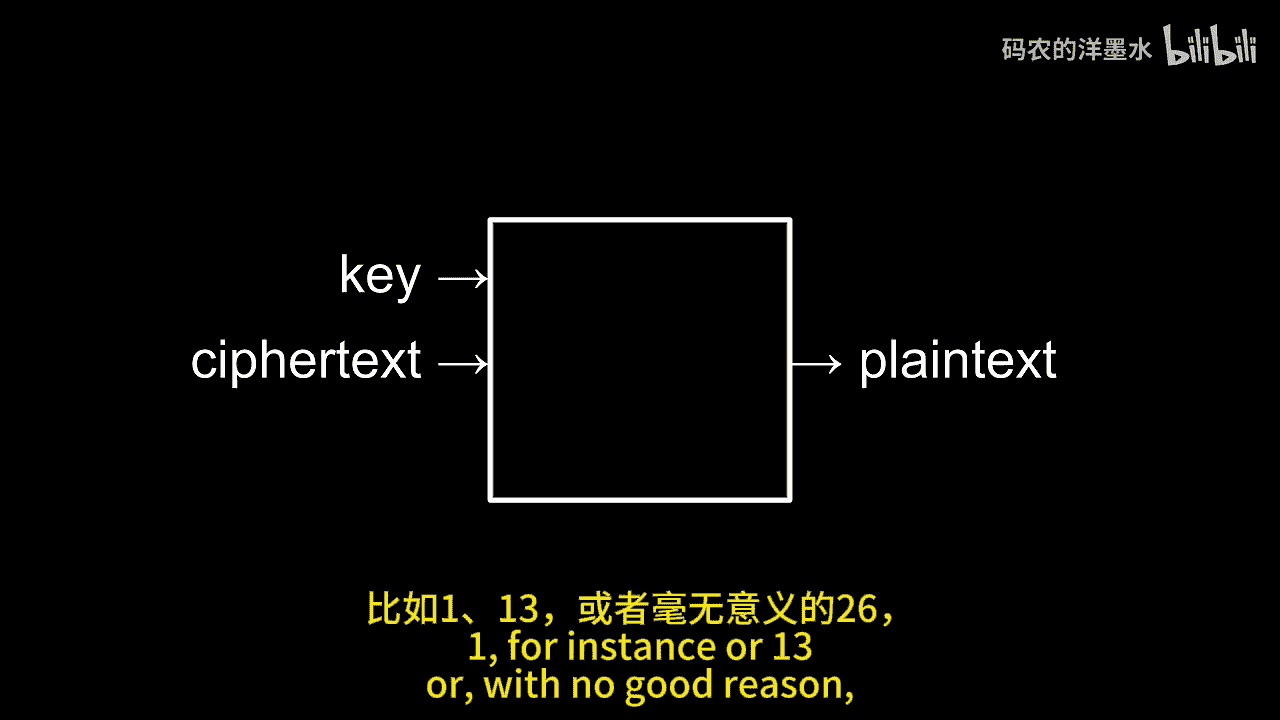 码农的洋墨水 bilibili
key →
ciphertext → → plaintext
比如1、13，或者毫无意义的26，
1, for instance or 13
or, with no good reason,